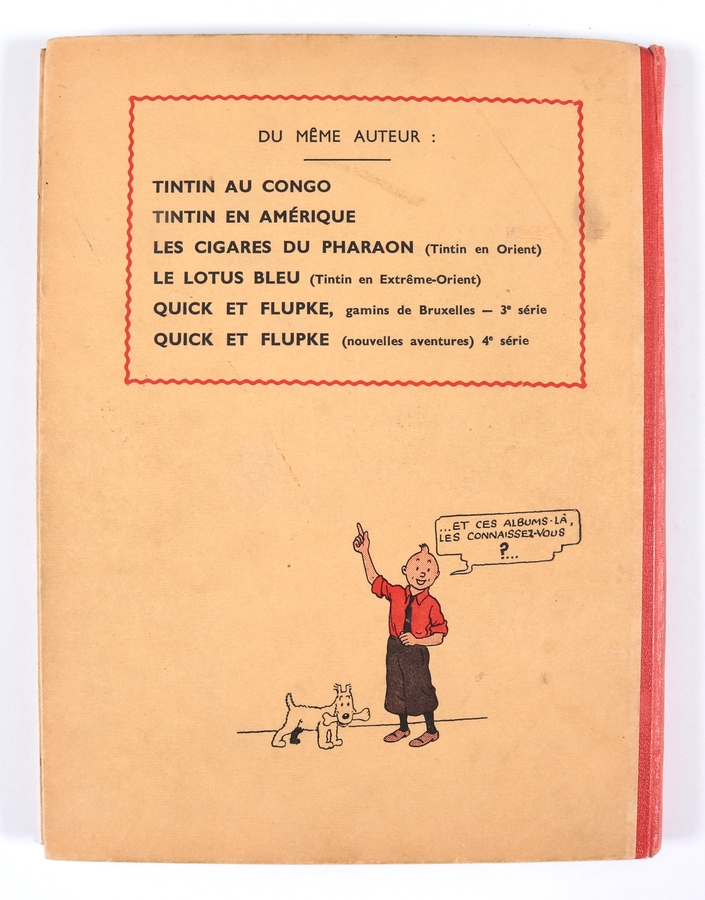 DU MÊME AUTEUR :
TINTIN AU CONGO
TINTIN EN AMÉRIQUE
LES CIGARES DU PHARAON (Tintin en Orient)
LE LOTUS BLEU (Tintin en Extrême-Orient)
QUICK ET FLUPKE, gamins de Bruxelles — 3e série
QUICK ET FLUPKE (nouvelles aventures) 4e série
...ET CES ALBUMS-LÀ,
LES CONNAISSEZ-VOUS
?...